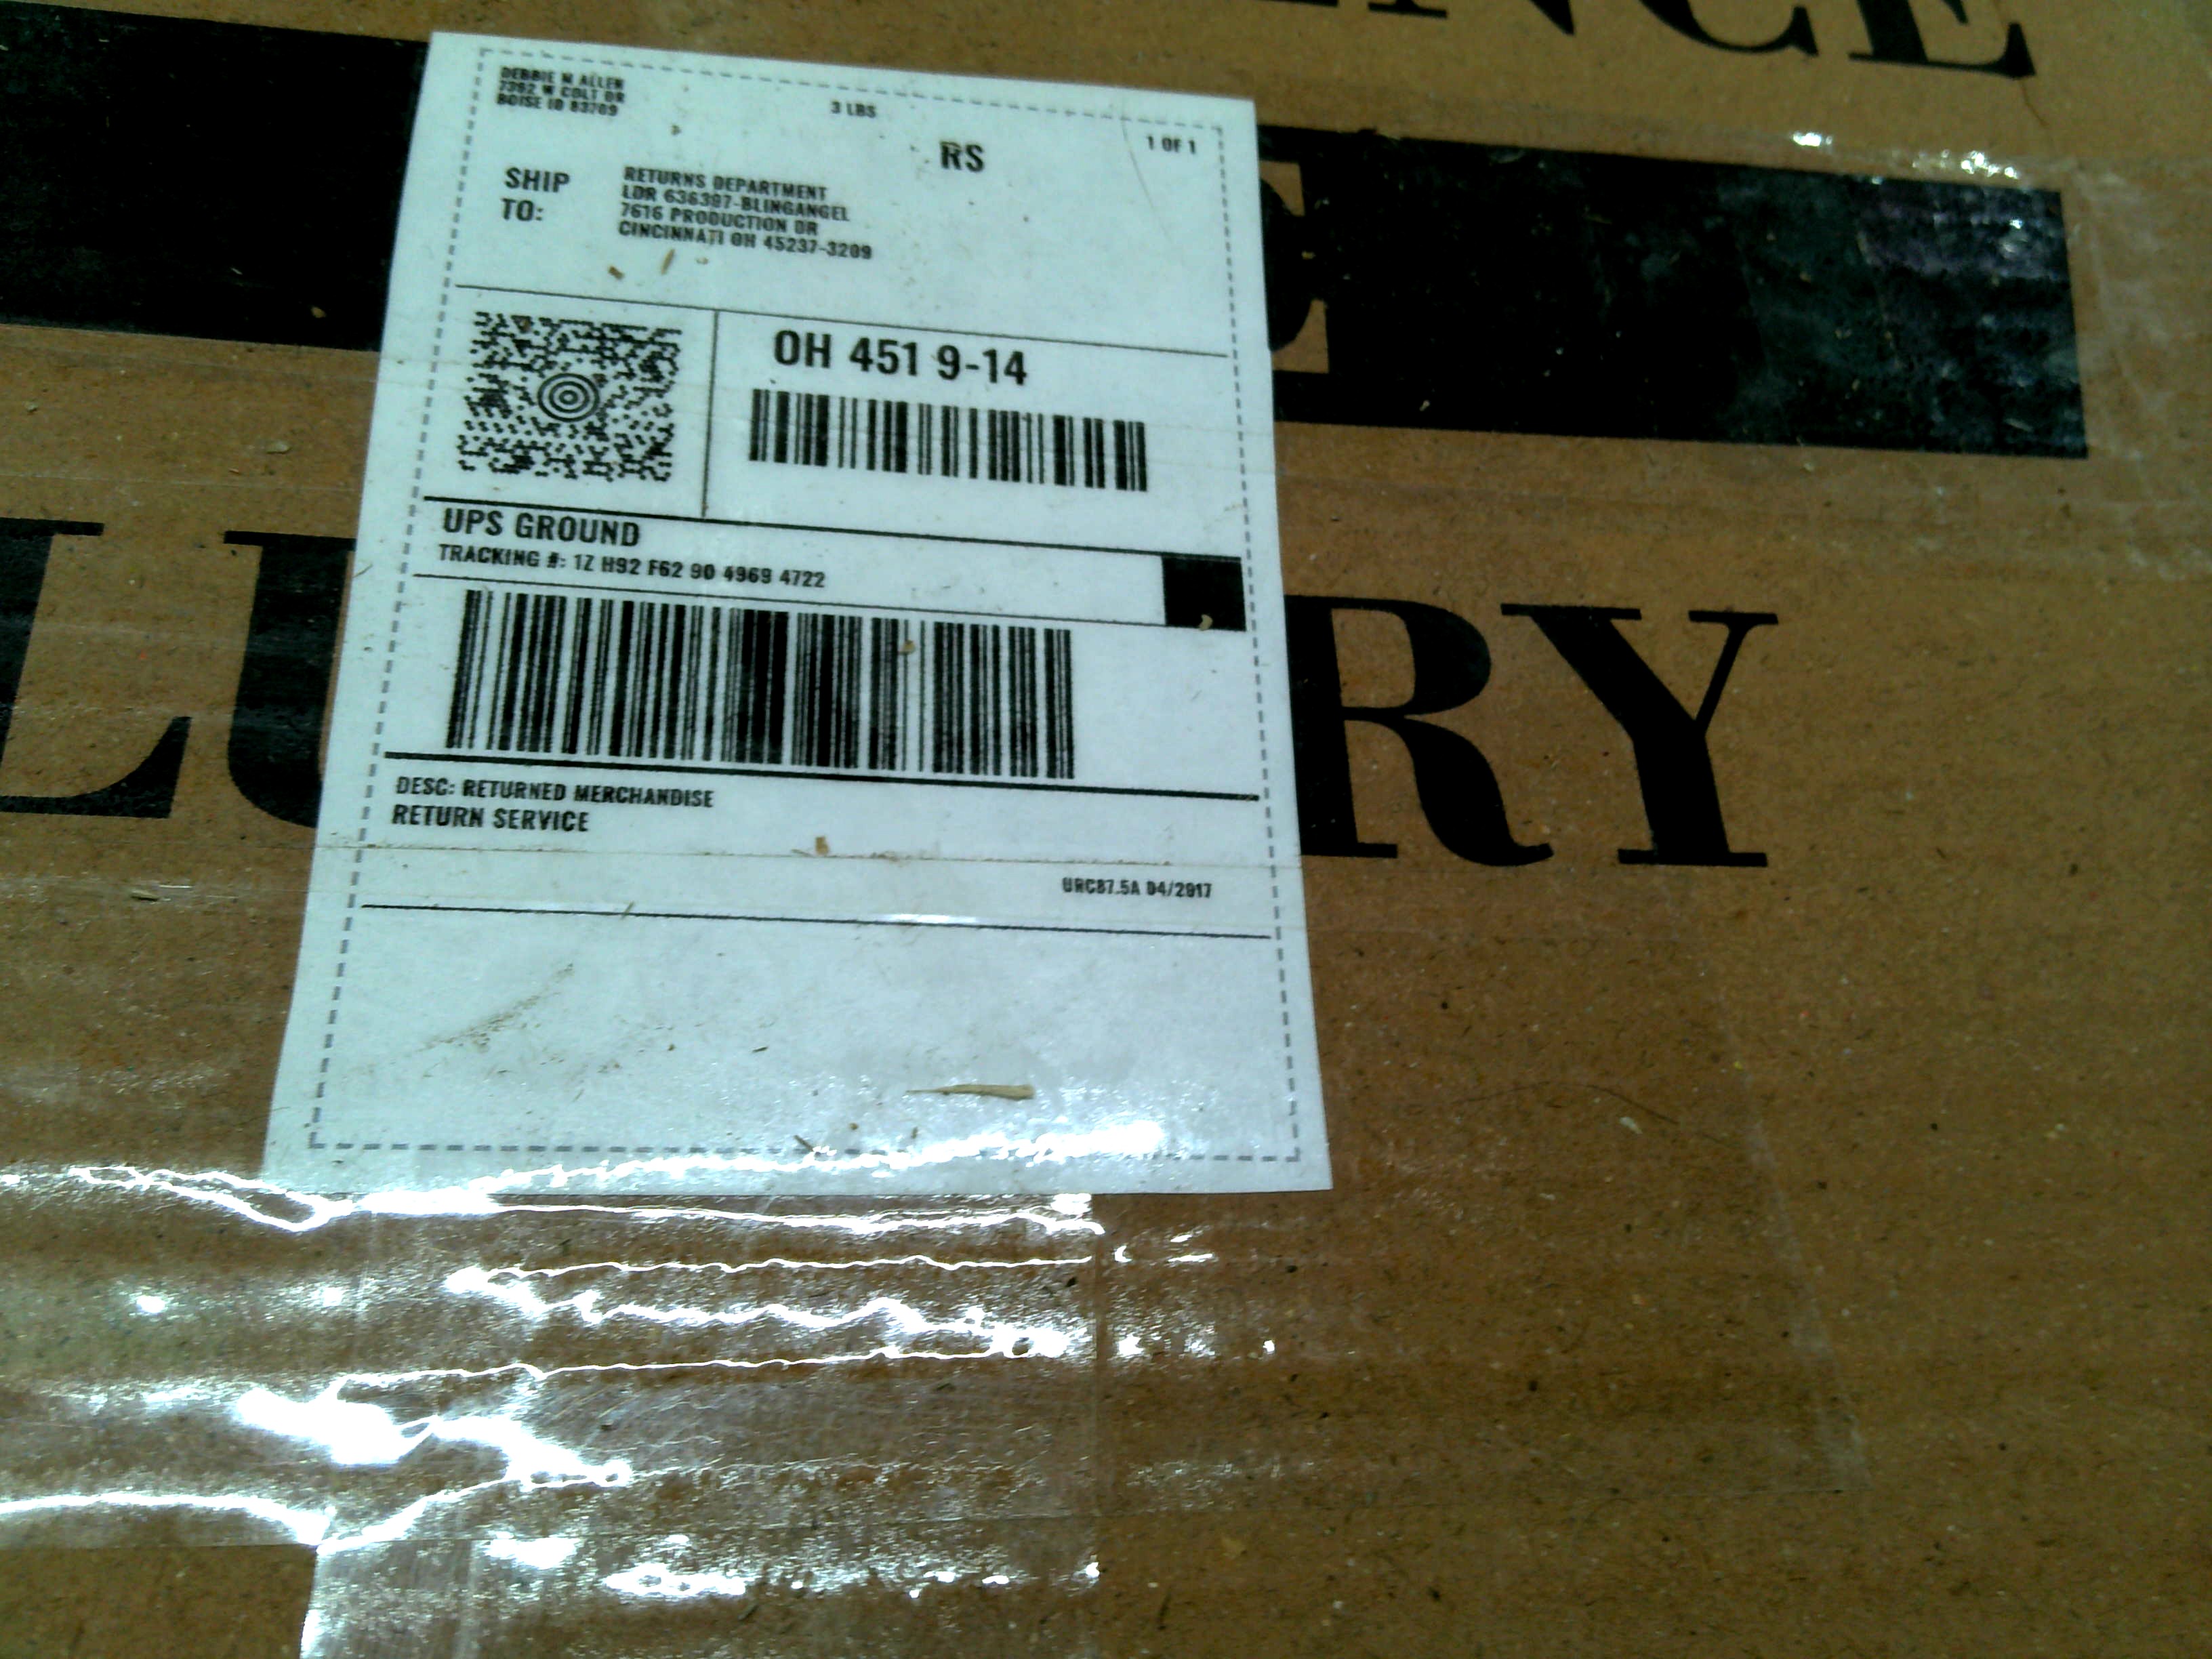 ENCE
DEBBIE M ALLEN
7392 W COLT DR
BOISE ID 83709
3 LBS
RS
1 OF 1
SHIP TO:
RETURNS DEPARTMENT
LDR 636397-BLINGANGEL
7616 PRODUCTION DR
CINCINNATI OH 45237-3209
E
OH 451 9-14
UPS GROUND
TRACKING #: 1Z H92 F62 90 4969 4722
LU RY
DESC: RETURNED MERCHANDISE
RETURN SERVICE
URC87.5A 04/2017